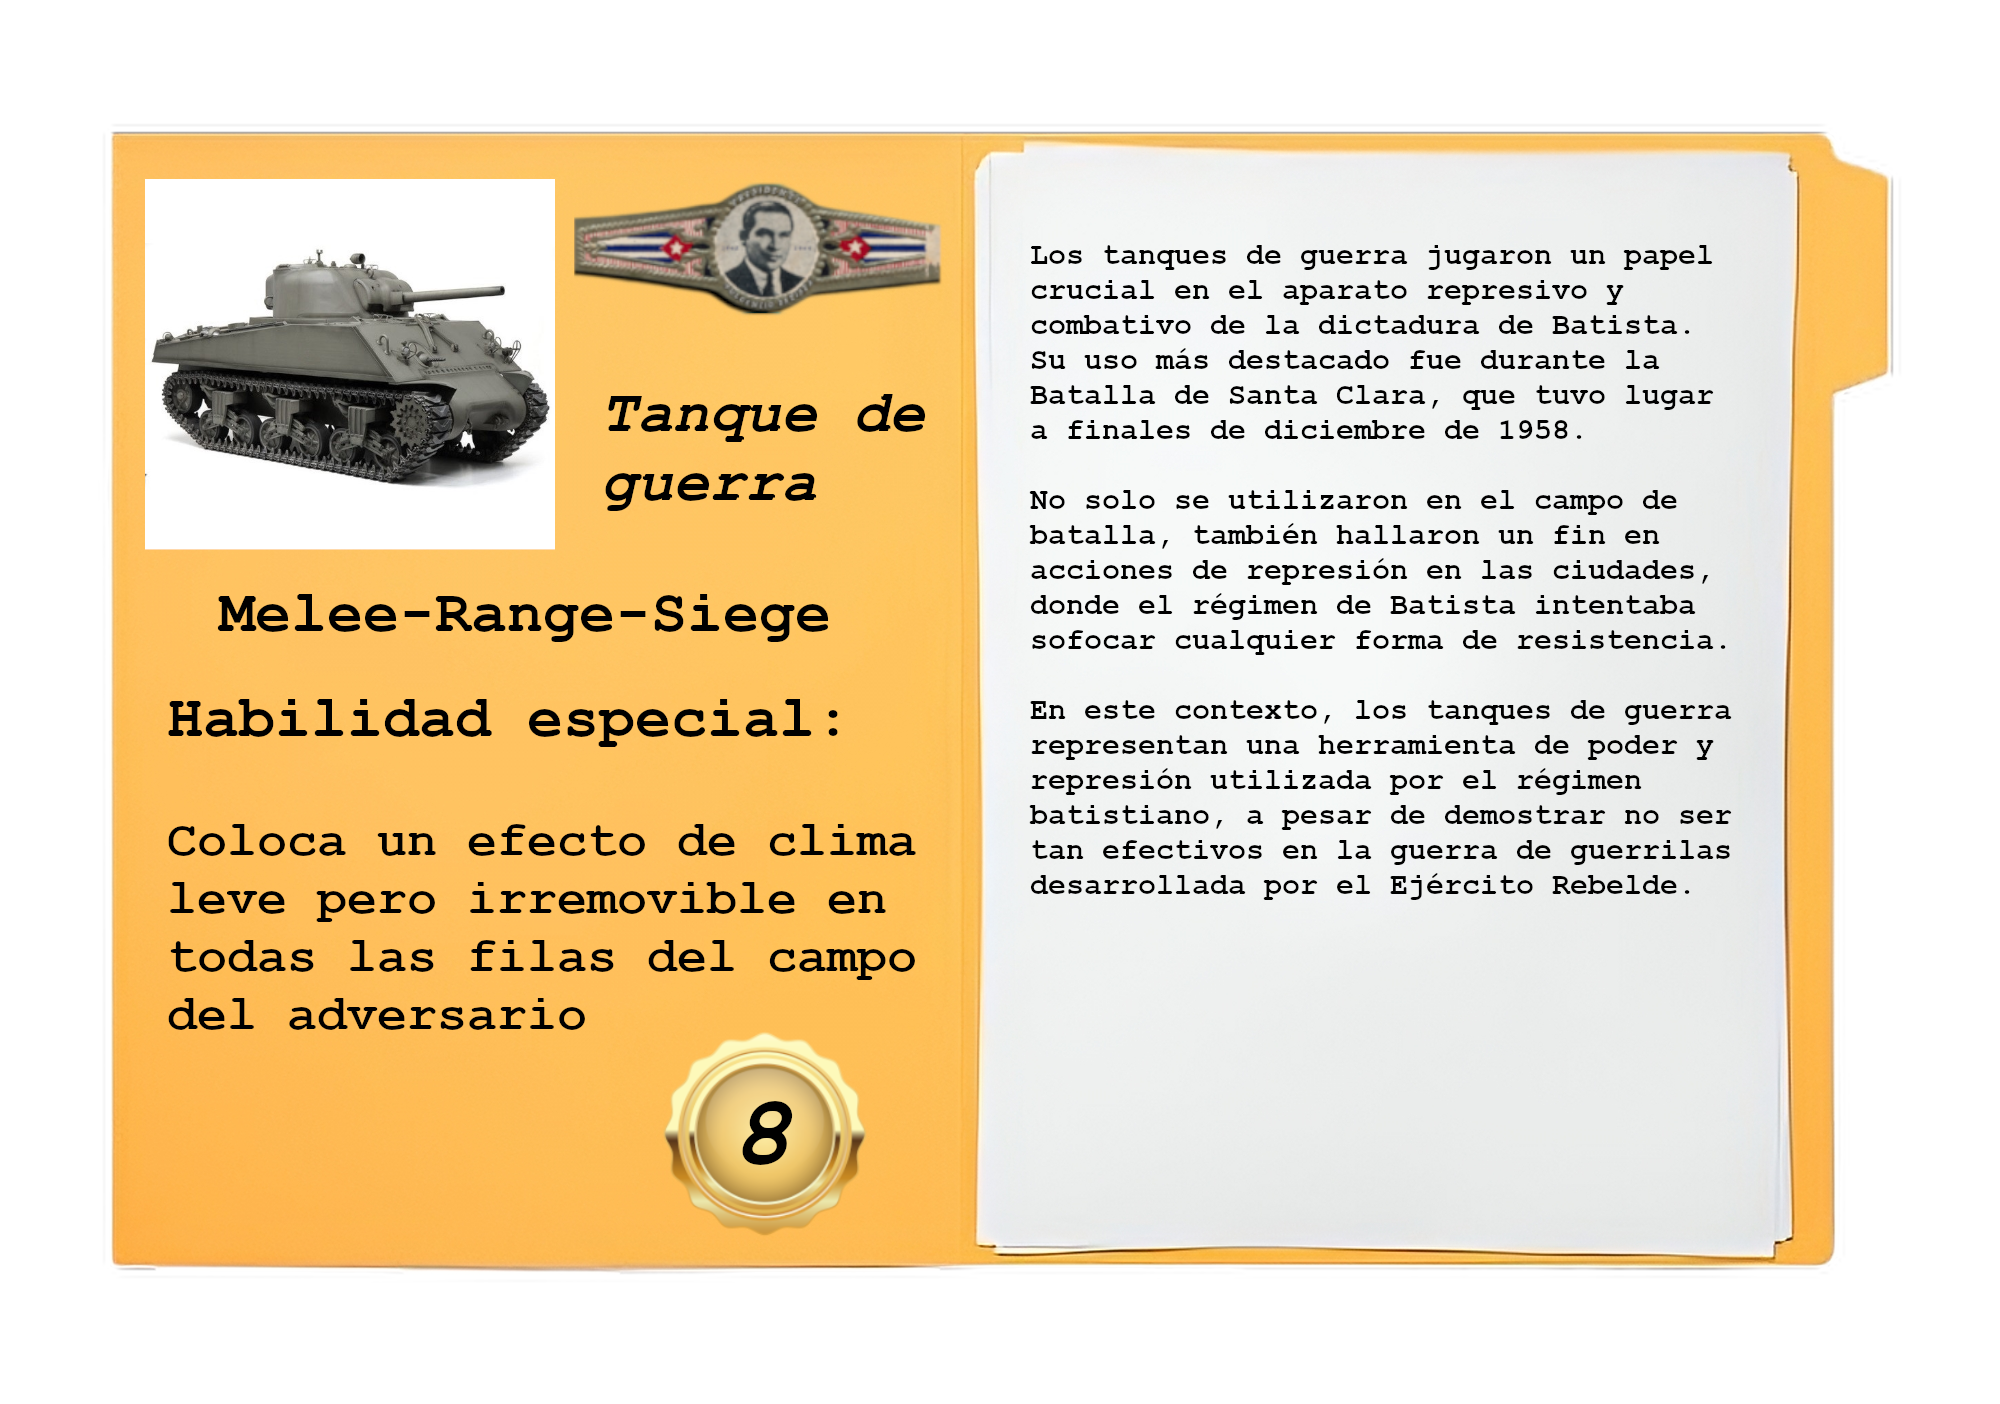 Tanque de
guerra
Melee-Range-Siege
Habilidad especial:
Coloca un efecto de clima
leve pero irremovible en
todas las filas del campo
del adversario
8
Los tanques de guerra jugaron un papel
crucial en el aparato represivo y
combativo de la dictadura de Batista.
Su uso más destacado fue durante la
Batalla de Santa Clara, que tuvo lugar
a finales de diciembre de 1958.
No solo se utilizaron en el campo de
batalla, también hallaron un fin en
acciones de represión en las ciudades,
donde el régimen de Batista intentaba
sofocar cualquier forma de resistencia.
En este contexto, los tanques de guerra
representan una herramienta de poder y
represión utilizada por el régimen
batistiano, a pesar de demostrar no ser
tan efectivos en la guerra de guerrilas
desarrollada por el Ejército Rebelde.